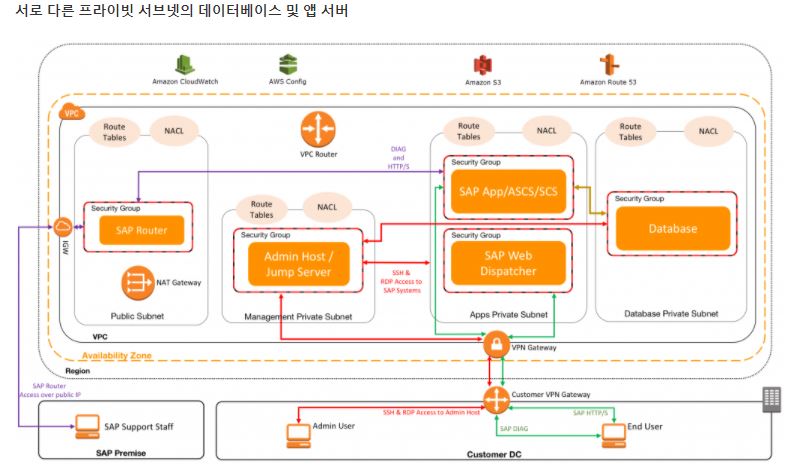 서로 다른 프라이빗 서브넷의 데이터베이스 및 앱 서버
Amazon CloudWatch
AWS Config
Amazon S3
Amazon Route 53
VPC
Route
Tables
NACL
VPC Router
Route
Tables
NACL
Route
Tables
NACL
DIAG
and
HTTP/S
Security Group
SAP App/ASCS/SCS
Security Group
SAP Router
Route
Tables
NACL
Security Group
Database
IGW
Security Group
Admin Host /
Jump Server
Security Group
SAP Web
Dispatcher
NAT Gateway
SSH &
RDP Access to
SAP Systems
Public Subnet
Management Private Subnet
Apps Private Subnet
Database Private Subnet
VPC
VPN Gateway
Availability Zone
Region
SAP Router
Access over public IP
Customer VPN Gateway
SAP Support Staff
SAP Premise
Admin User
SSH & RDP Access to Admin Host
SAP HTTP/S
SAP DIAG
End User
Customer DC